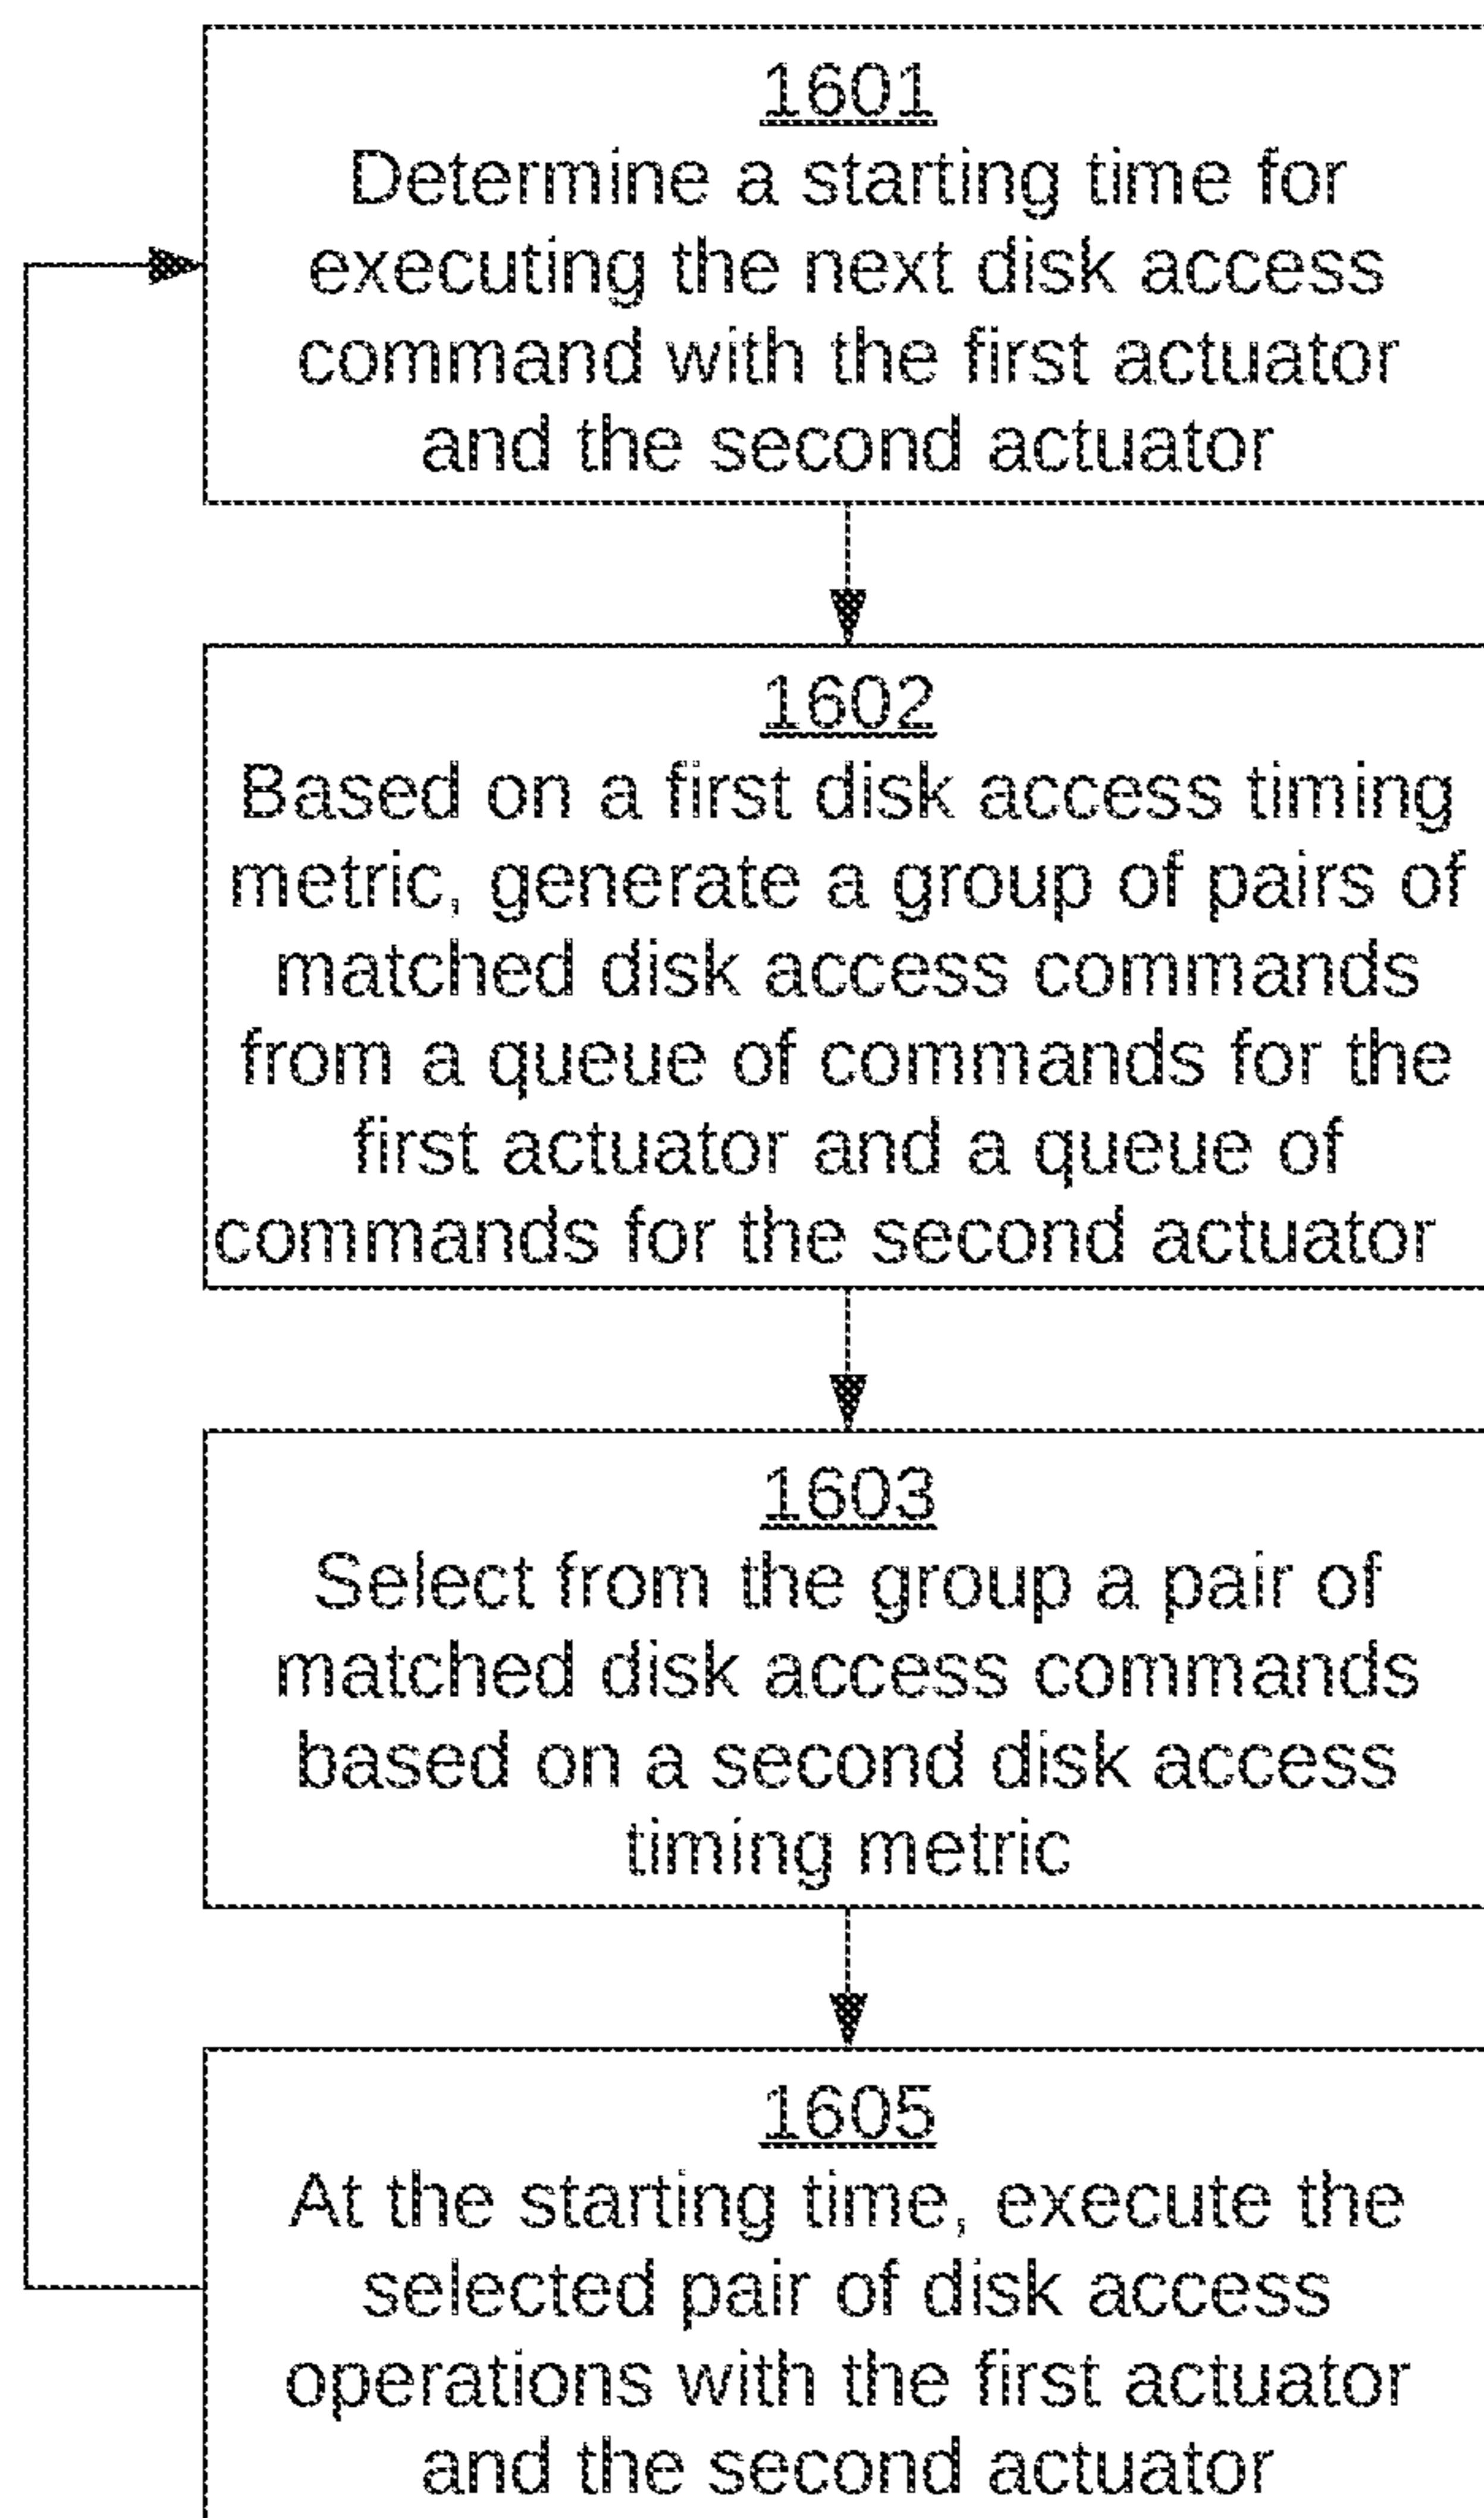 1601
Determine a starting time for
executing the next disk access
command with the first actuator
and the second actuator
1602
Based on a first disk access timing
metric, generate a group of pairs of
matched disk access commands
from a queue of commands for the
first actuator and a queue of
commands for the second actuator
1603
Select from the group a pair of
matched disk access commands
based on a second disk access
timing metric
1605
At the starting time, execute the
selected pair of disk access
operations with the first actuator
and the second actuator